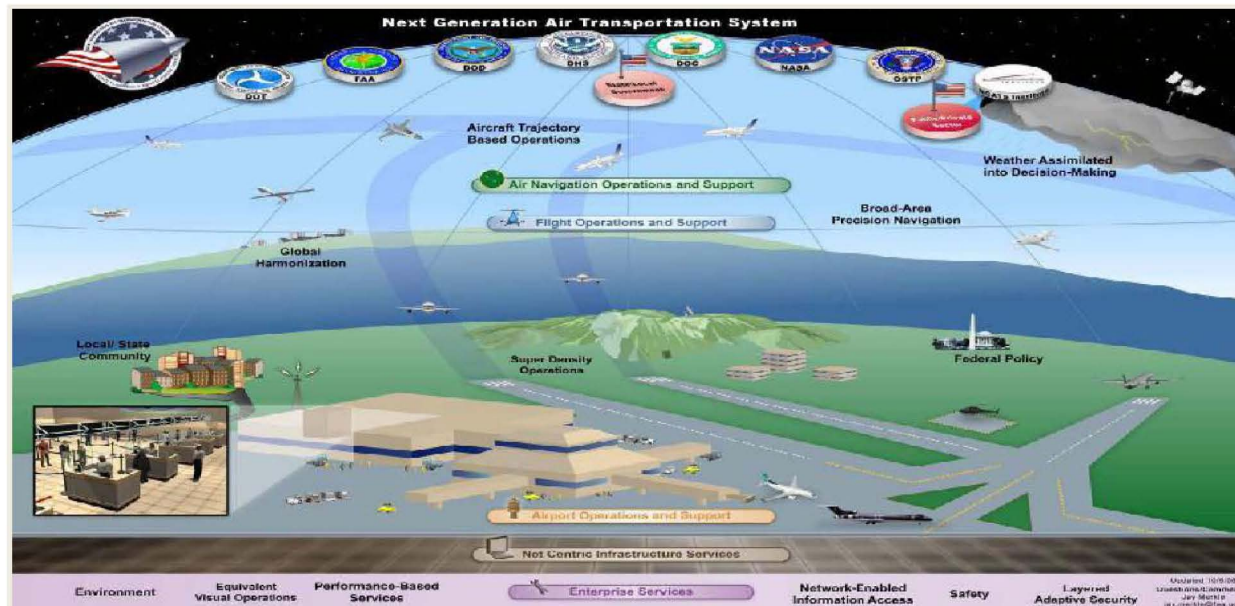 Next Generation Air Transportation System
DOT
FAA
DOD
DHS
DOC
NASA
NASA
OSTP
Aircraft Trajectory
Based Operations
Weather Assimilated
into Decision-Making
Air Navigation Operations and Support
Broad-Area
Precision Navigation
Flight Operations and Support
Global
Harmonization
Local/ State
Community
Super Density
Operations
Federal Policy
Airport Operations and Support
Net Centric Infrastructure Services
Environment
Equivalent
Visual Operations
Performance-Based
Services
Enterprise Services
Network-Enabled
Information Access
Safety
Layered
Adaptive Security
Updated